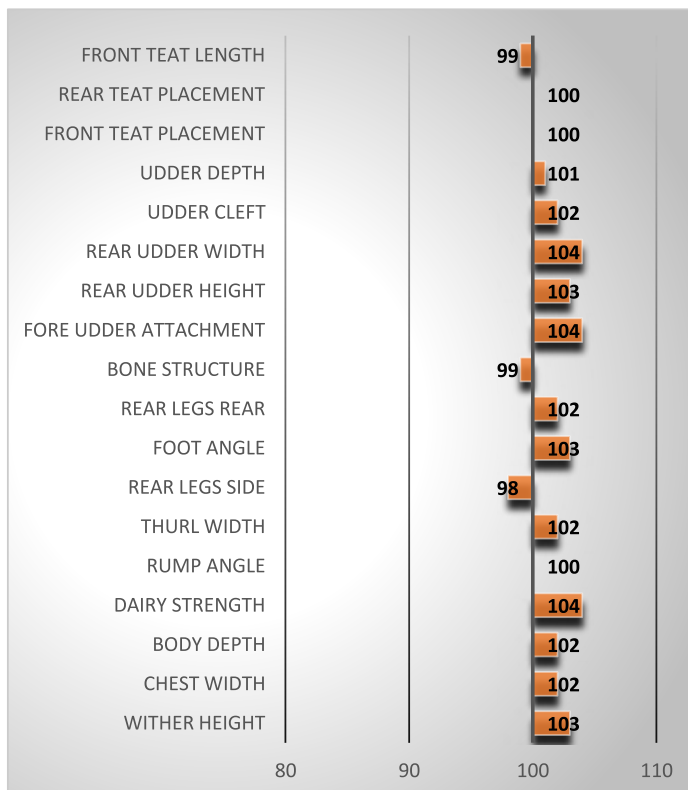 FRONT TEAT LENGTH 99
REAR TEAT PLACEMENT 100
FRONT TEAT PLACEMENT 100
UDDER DEPTH 101
UDDER CLEFT 102
REAR UDDER WIDTH 104
REAR UDDER HEIGHT 103
FORE UDDER ATTACHMENT 104
BONE STRUCTURE 99
REAR LEGS REAR 102
FOOT ANGLE 103
REAR LEGS SIDE 98
THURL WIDTH 102
RUMP ANGLE 100
DAIRY STRENGTH 104
BODY DEPTH 102
CHEST WIDTH 102
WITHER HEIGHT 103
80 90 100 110